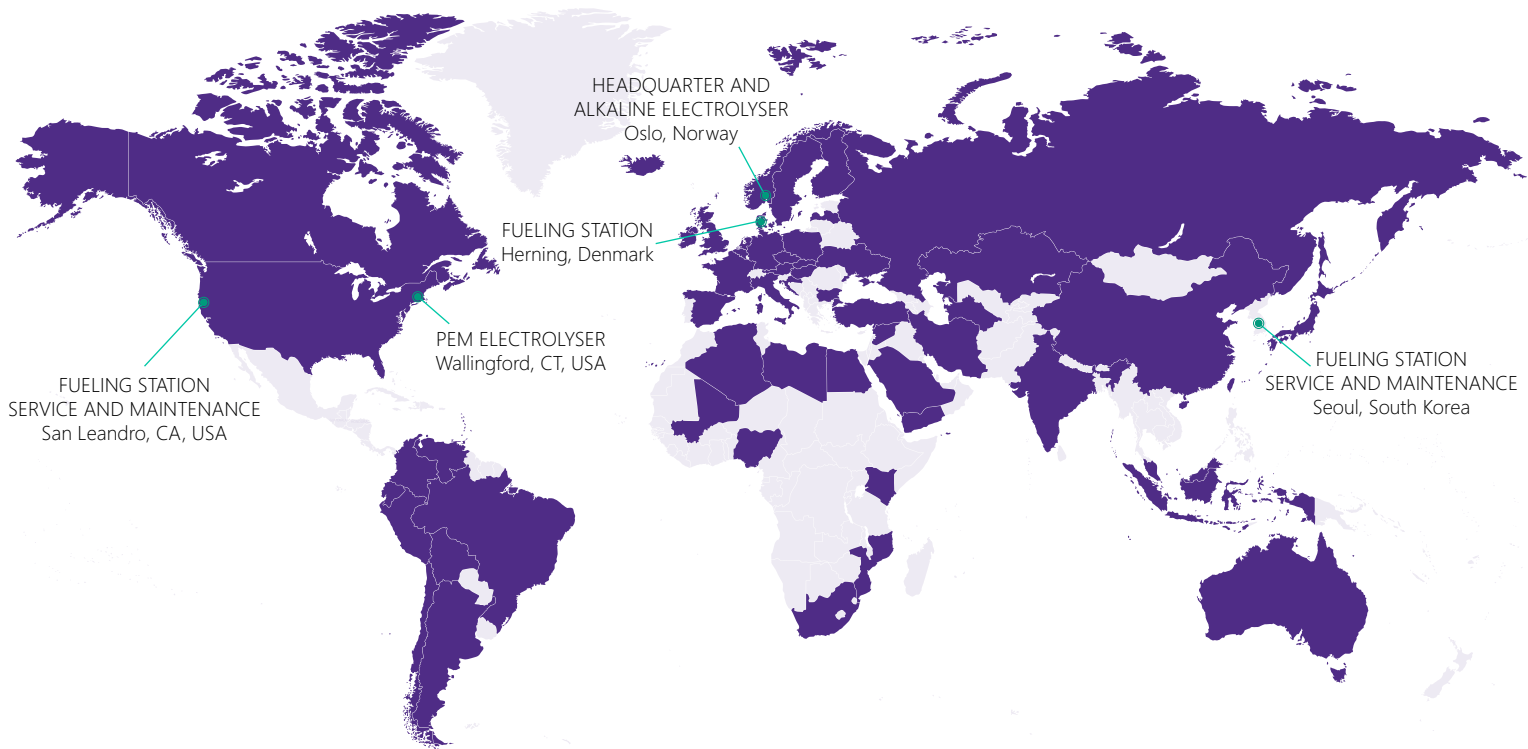 HEADQUARTER AND
ALKALINE ELECTROLYSER
Oslo, Norway
FUELING STATION
Herning, Denmark
PEM ELECTROLYSER
Wallingford, CT, USA
FUELING STATION
SERVICE AND MAINTENANCE
San Leandro, CA, USA
FUELING STATION
SERVICE AND MAINTENANCE
Seoul, South Korea